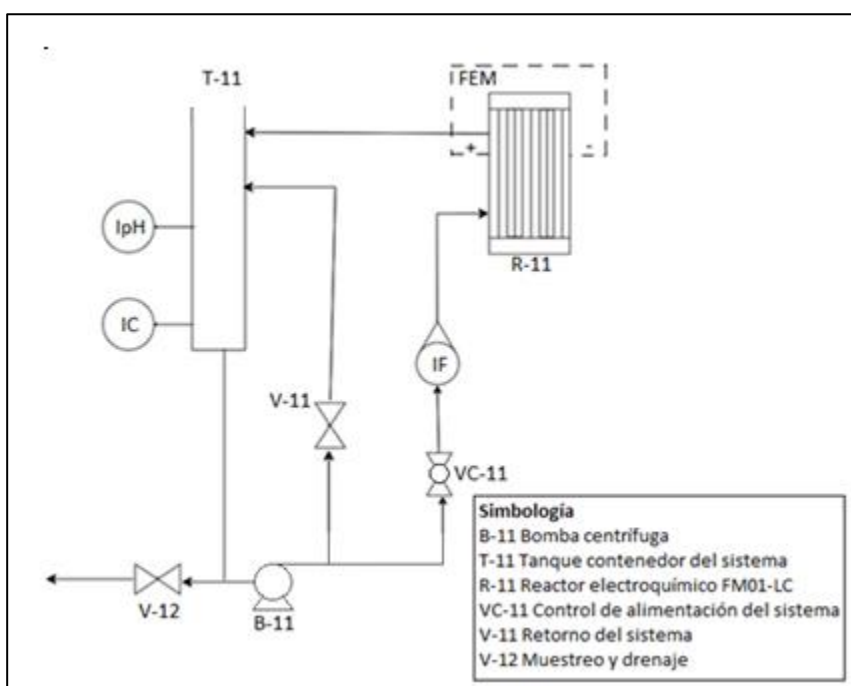 T-11
FEM
+
-
IpH
R-11
IC
IF
V-11
VC-11
V-12
B-11
Simbología
B-11 Bomba centrífuga
T-11 Tanque contenedor del sistema
R-11 Reactor electroquímico FM01-LC
VC-11 Control de alimentación del sistema
V-11 Retorno del sistema
V-12 Muestreo y drenaje